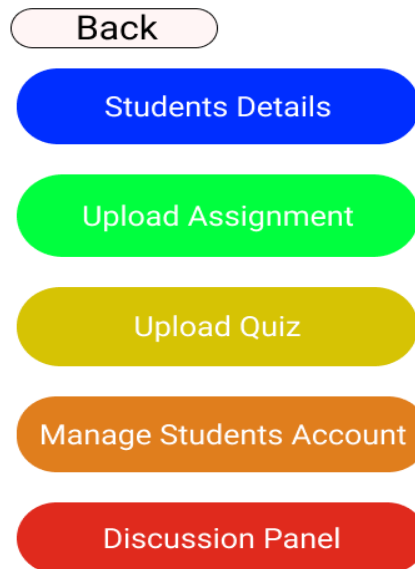 Back
Students Details
Upload Assignment
Upload Quiz
Manage Students Account
Discussion Panel